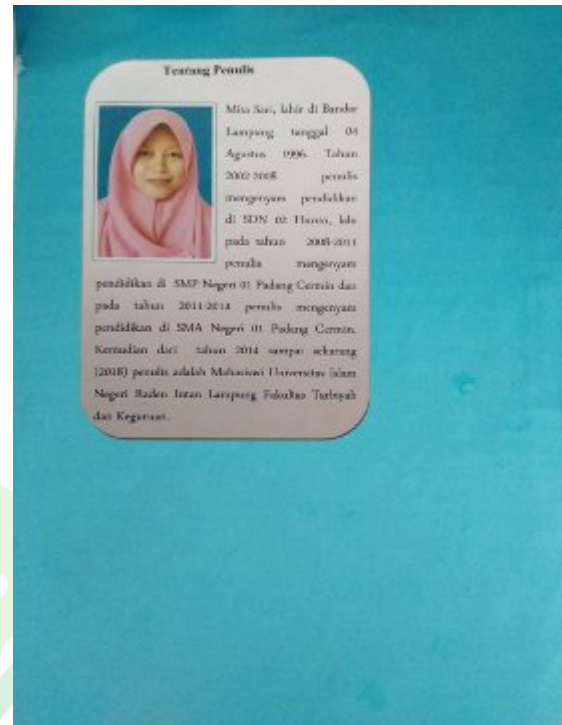 Tentang Penulis
Mita Sari, lahir di Bandar
Lampung tanggal 04
Agustus 1996. Tahun
2002-2008 penulis
mengenyam pendidikan
di SDN 02 Hanura, lalu
pada tahun 2008-2011
penulis mengenyam
pendidikan di SMP Negeri 01 Padang Cermin dan
pada tahun 2011-2014 penulis mengenyam
pendidikan di SMA Negeri 01 Padang Cermin.
Kemudian dari tahun 2014 sampai sekarang
(2018) penulis adalah Mahasiswi Universitas Islam
Negeri Raden Intan Lampung Fakultas Tarbiyah
dan Keguruan.